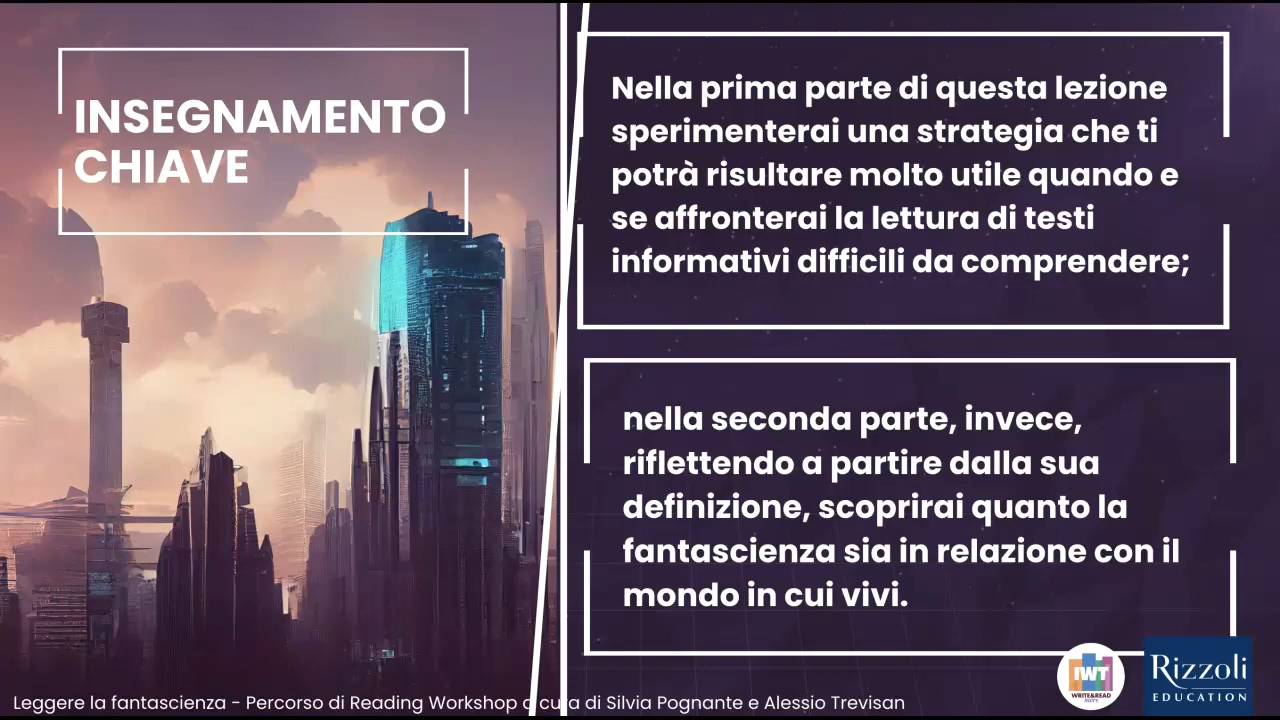 INSEGNAMENTO
CHIAVE
Nella prima parte di questa lezione
sperimenterai una strategia che ti
potrà risultare molto utile quando e
se affronterai la lettura di testi
informativi difficili da comprendere;
nella seconda parte, invece,
riflettendo a partire dalla sua
definizione, scoprirai quanto la
fantascienza sia in relazione con il
mondo in cui vivi.
IWT
WRITE&READ
more
Rizzoli
EDUCATION
Leggere la fantascienza - Percorso di Reading Workshop a cura di Silvia Pognante e Alessio Trevisan